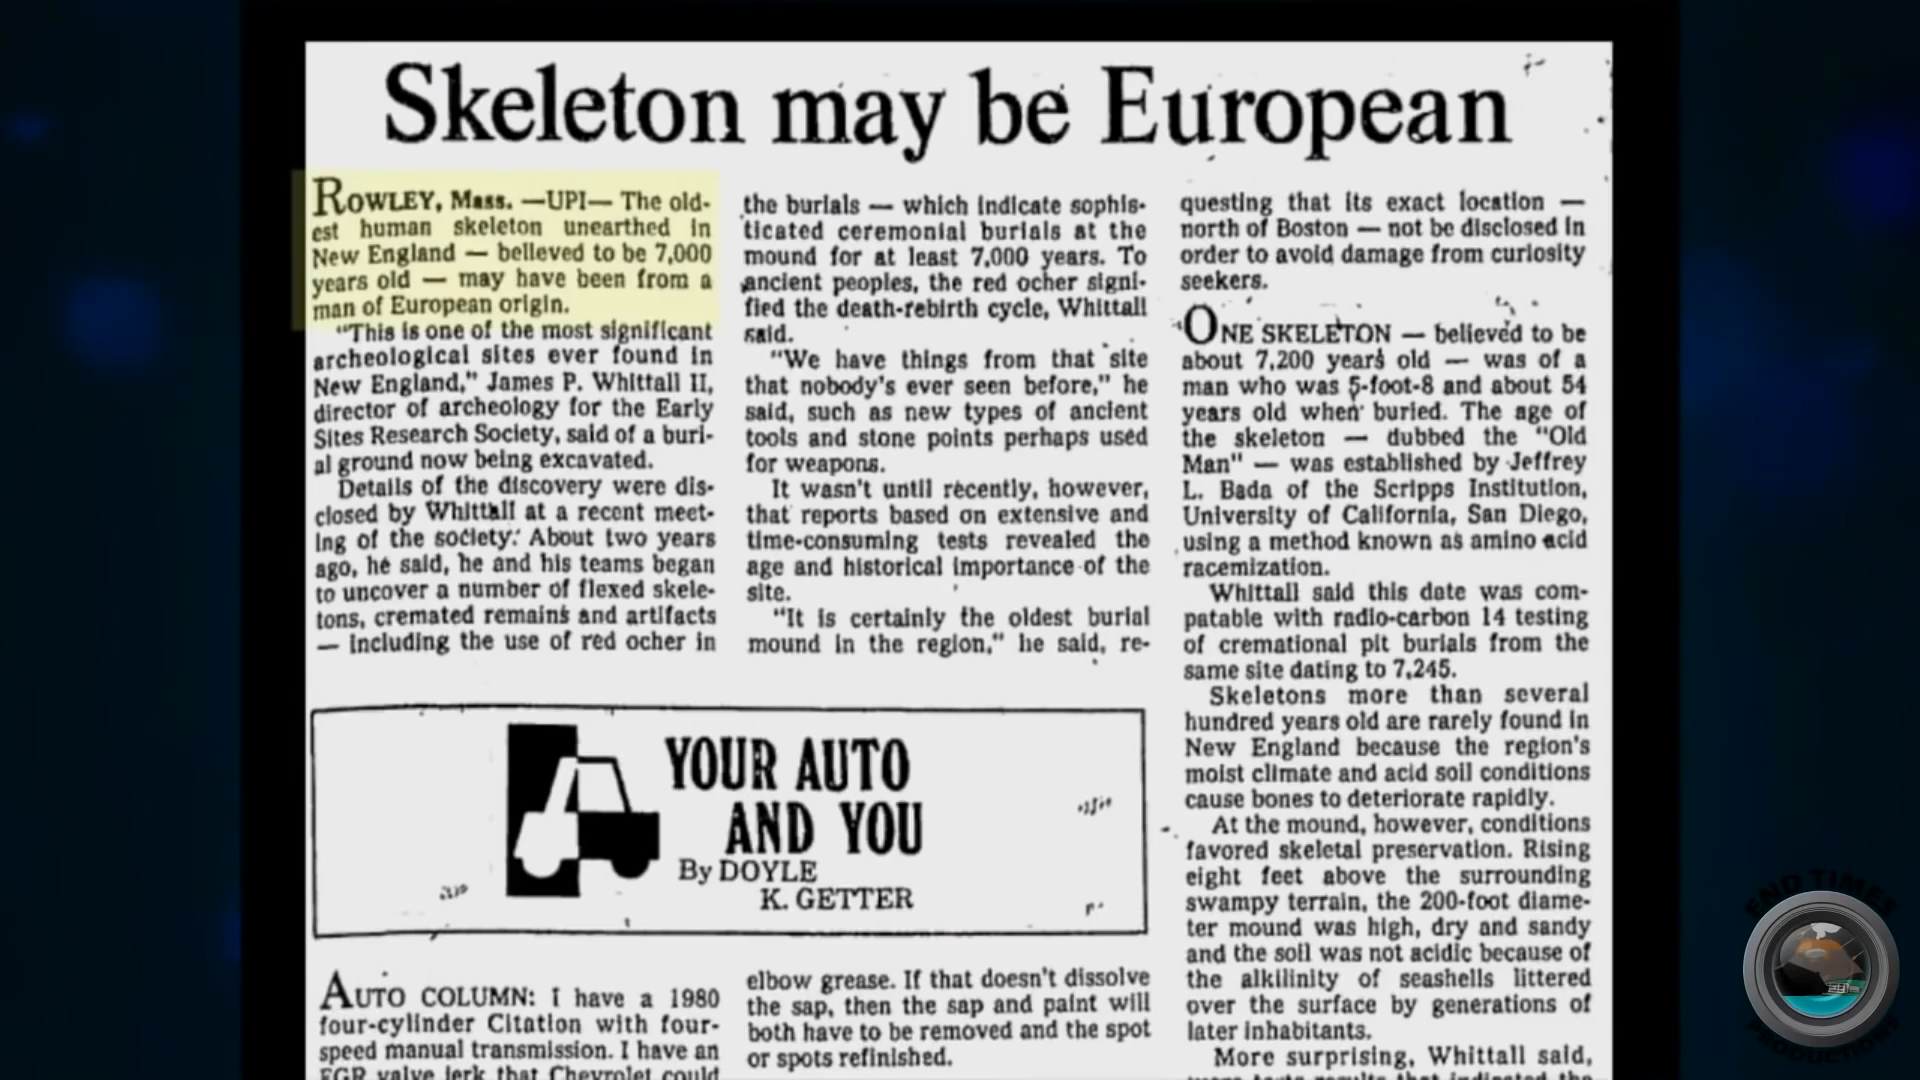 Skeleton may be European
ROWLEY, Mass. —UPI— The old-
est human skeleton unearthed in
New England — believed to be 7,000
years old — may have been from a
man of European origin.
"This is one of the most significant
archeological sites ever found in
New England," James P. Whittall II,
director of archeology for the Early
Sites Research Society, said of a buri-
al ground now being excavated.
Details of the discovery were dis-
closed by Whittall at a recent meet-
ing of the society. About two years
ago, he said, he and his teams began
to uncover a number of flexed skele-
tons, cremated remains and artifacts
— including the use of red ocher in
the burials — which indicate sophis-
ticated ceremonial burials at the
mound for at least 7,000 years. To
ancient peoples, the red ocher signi-
fied the death-rebirth cycle, Whittall
said.
"We have things from that site
that nobody's ever seen before," he
said, such as new types of ancient
tools and stone points perhaps used
for weapons.
It wasn't until recently, however,
that reports based on extensive and
time-consuming tests revealed the
age and historical importance of the
site.
"It is certainly the oldest burial
mound in the region," he said, re-
questing that its exact location —
north of Boston — not be disclosed in
order to avoid damage from curiosity
seekers.
ONE SKELETON — believed to be
about 7,200 years old — was of a
man who was 5-foot-8 and about 54
years old when buried. The age of
the skeleton — dubbed the "Old
Man" — was established by Jeffrey
L. Bada of the Scripps Institution,
University of California, San Diego,
using a method known as amino acid
racemization.
Whittall said this date was com-
patable with radio-carbon 14 testing
of cremational pit burials from the
same site dating to 7,245.
Skeletons more than several
hundred years old are rarely found in
New England because the region's
moist climate and acid soil conditions
cause bones to deteriorate rapidly.
At the mound, however, conditions
favored skeletal preservation. Rising
eight feet above the surrounding
swampy terrain, the 200-foot diame-
ter mound was high, dry and sandy
and the soil was not acidic because of
the alkilinity of seashells littered
over the surface by generations of
later inhabitants.
More surprising, Whittall said,
YOUR AUTO
AND YOU
By DOYLE
K. GETTER
AUTO COLUMN: I have a 1980
four-cylinder Citation with four-
speed manual transmission. I have an
EGR valve jerk that Chevrolet could
elbow grease. If that doesn't dissolve
the sap, then the sap and paint will
both have to be removed and the spot
or spots refinished.
END TIMES
PRODUCTIONS